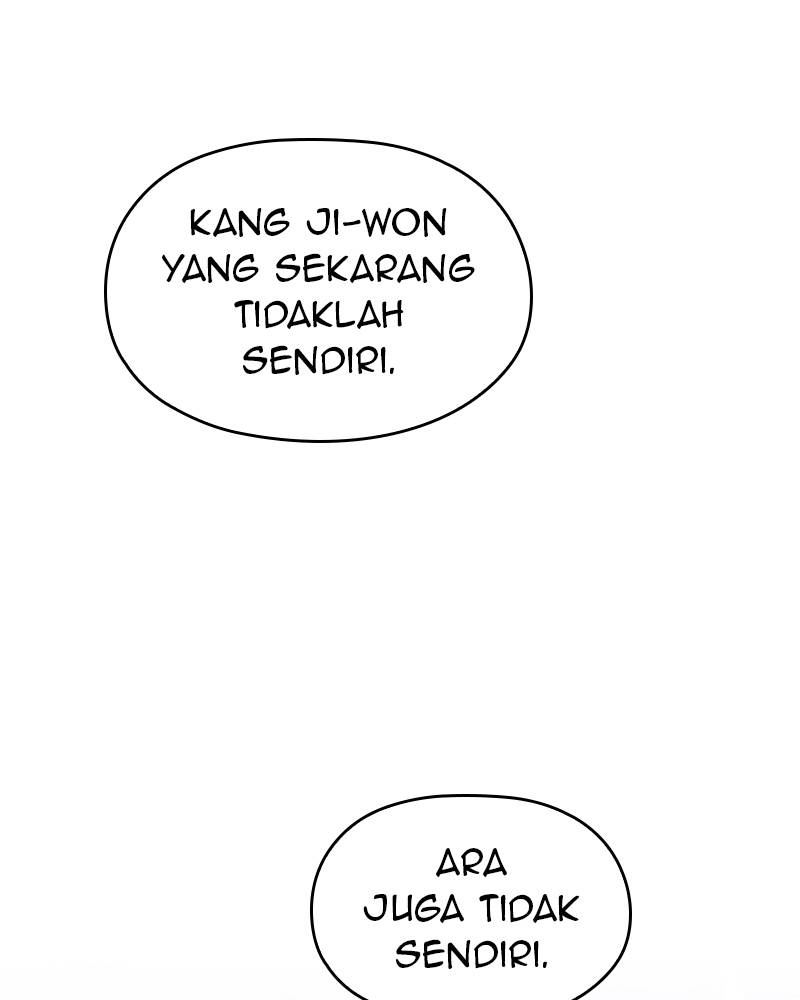 KANG JI-WON
YANG SEKARANG
TIDAKLAH
SENDIRI.
ARA
JUGA TIDAK
SENDIRI.